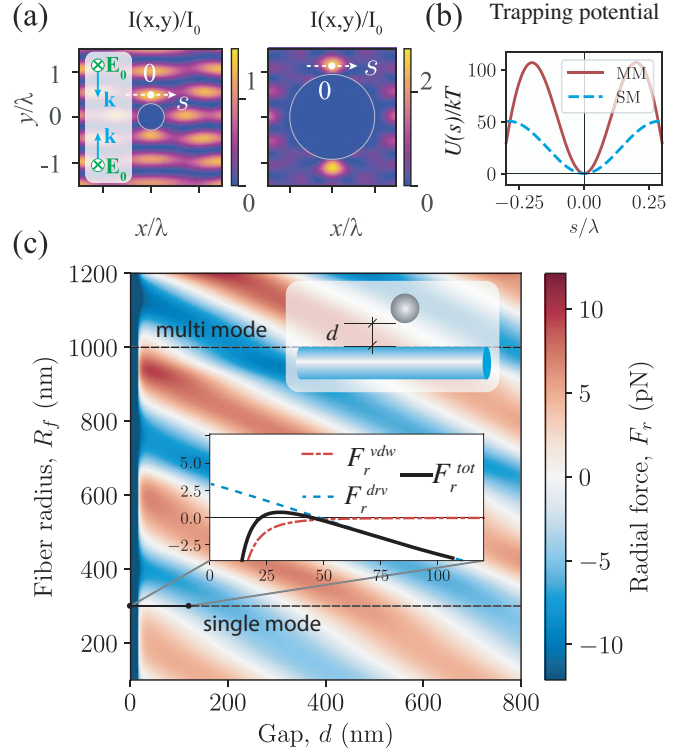 (a)
I(x,y)/I₀
I(x,y)/I₀
(b)
Trapping potential
y/λ
1
0
-1
E₀
k
k
E₀
0
s
1
0
0
s
2
0
x/λ
x/λ
U(s)/kT
100
50
0
MM
SM
−0.25
0.00
0.25
s/λ
(c)
Fiber radius, R_f (nm)
1200
1000
800
600
400
200
multi mode
d
5.0
2.5
0.0
−2.5
F_r^{vdw}
F_r^{drv}
F_r^{tot}
0
25
50
75
100
single mode
0
200
400
600
800
Gap, d (nm)
10
5
0
−5
−10
Radial force, F_r (pN)